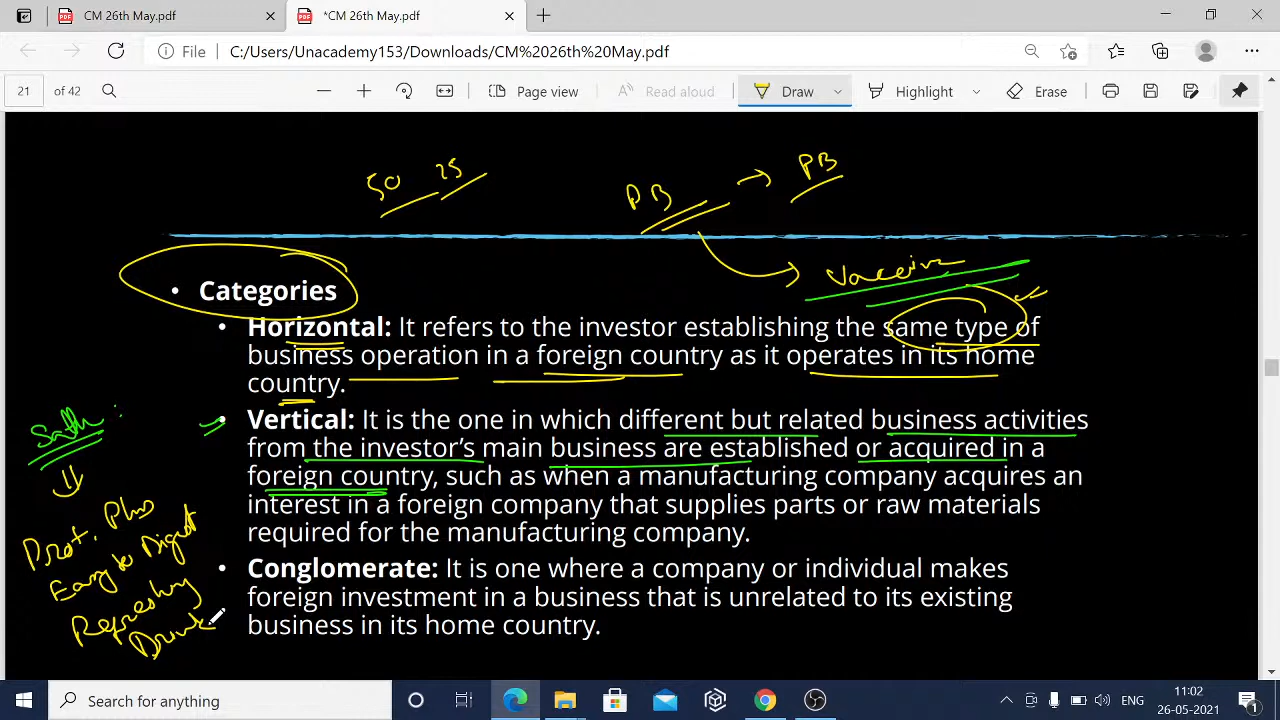 CM 26th May.pdf
*CM 26th May.pdf
File C:/Users/Unacademy153/Downloads/CM%2026th%20May.pdf
21 of 42 Page view Read aloud Draw Highlight Erase
50 25
PB → PB
Vaccine
• Categories
• Horizontal: It refers to the investor establishing the same type of
business operation in a foreign country as it operates in its home
country.
• Vertical: It is the one in which different but related business activities
from the investor's main business are established or acquired in a
foreign country, such as when a manufacturing company acquires an
interest in a foreign company that supplies parts or raw materials
required for the manufacturing company.
• Conglomerate: It is one where a company or individual makes
foreign investment in a business that is unrelated to its existing
business in its home country.
Prot. Plus
Easy to Digest
Refreshing
Drink
Search for anything
ENG
11:02
26-05-2021